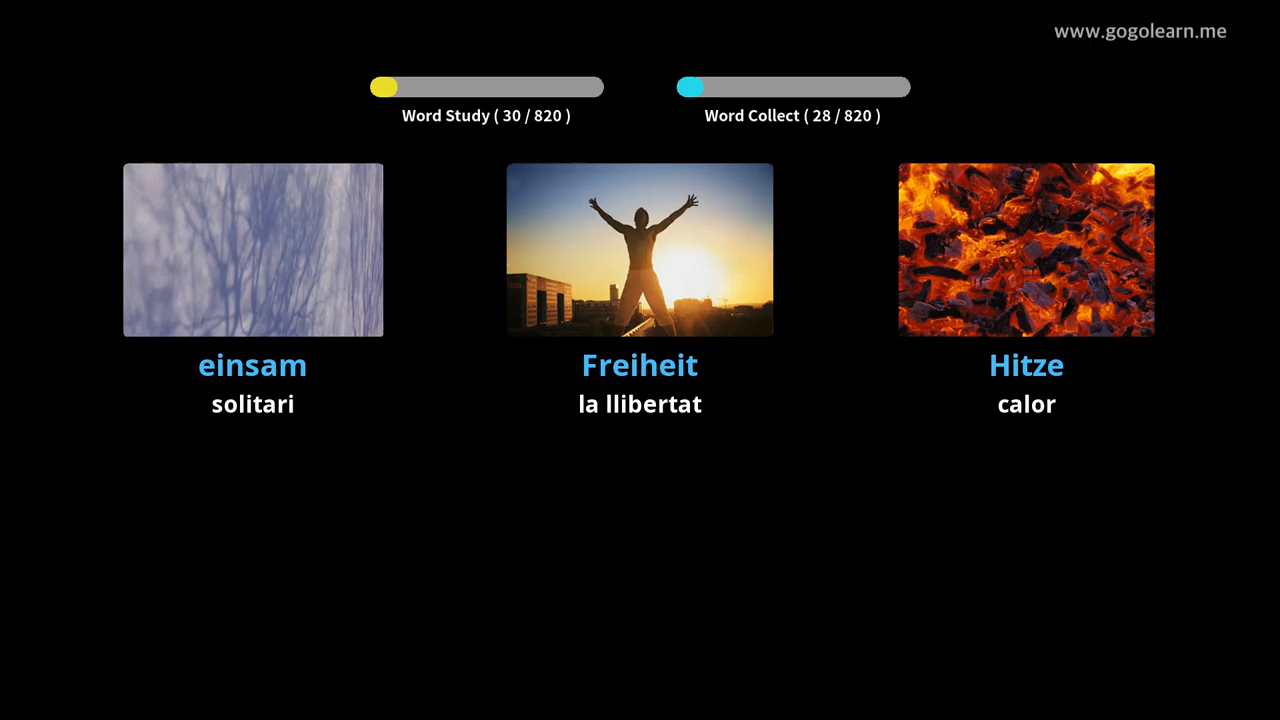 www.gogolearn.me
Word Study ( 30 / 820 )
Word Collect ( 28 / 820 )
einsam
solitari
Freiheit
la llibertat
Hitze
calor